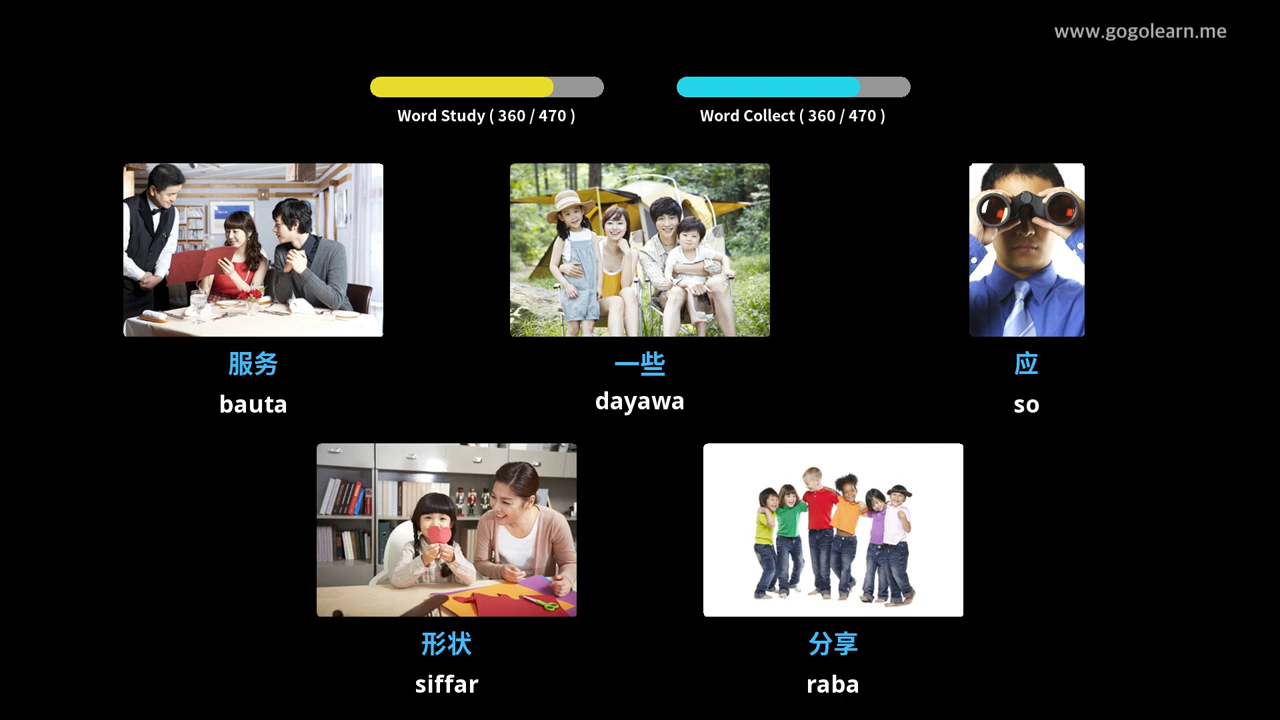 www.gogolearn.me
Word Study ( 360 / 470 )
Word Collect ( 360 / 470 )
服务
bauta
一些
dayawa
应
so
形状
siffar
分享
raba